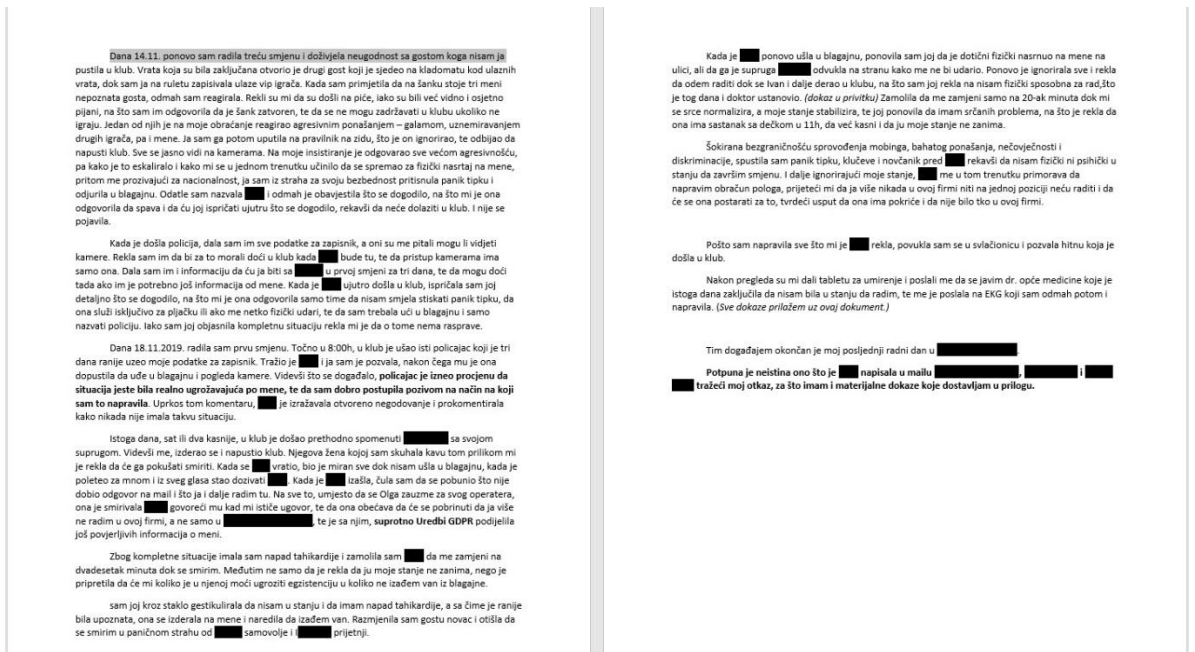 Dana 14.11. ponovo sam radila treću smjenu i doživjela neugodnost sa gostom koga nisam ja
pustila u klub. Vrata koja su bila zaključana otvorio je drugi gost koji je sjedeo na kladomatu kod ulaznih
vrata, dok sam ja na ruletu zapisivala ulaze vip igrača. Kada sam primjetila da na šanku stoje tri meni
nepoznata gosta, odmah sam reagirala. Rekli su mi da su došli na piće, iako su bili već vidno i osjetno
pijani, na što sam im odgovorila da je šank zatvoren, te da se ne mogu zadržavati u klubu ukoliko ne
igraju. Jedan od njih je na moje obraćanje reagirao agresivnim ponašanjem – galamom, uznemiravanjem
drugih igrača, pa i mene. Ja sam ga potom uputila na pravilnik na zidu, što je on ignorirao, te odbijao da
napusti klub. Sve se jasno vidi na kamerama. Na moje insistiranje je odgovarao sve većom agresivnošću,
pa kako je to eskaliralo i kako mi se u jednom trenutku učinilo da se spremao za fizički nasrtaj na mene,
pritom me prozivajući za nacionalnost, ja sam iz straha za svoju bezbednost pritisnula panik tipku i
odjurila u blagajnu. Odatle sam nazvala i odmah je obavjestila što se dogodilo, na što mi je ona
odgovorila da spava i da ću joj ispričati ujutru što se dogodilo, rekavši da neće dolaziti u klub. I nije se
pojavila.
Kada je došla policija, dala sam im sve podatke za zapisnik, a oni su me pitali mogu li vidjeti
kamere. Rekla sam im da bi za to morali doći u klub kada bude tu, te da pristup kamerama ima
samo ona. Dala sam im i informaciju da ću ja biti sa u prvoj smjeni za tri dana, te da mogu doći
tada ako im je potrebno još informacija od mene. Kada je ujutro došla u klub, ispričala sam joj
detaljno što se dogodilo, na što mi je ona odgovorila samo time da nisam smjela stiskati panik tipku, da
ona služi isključivo za pljačku ili ako me netko fizički udari, te da sam trebala ući u blagajnu i samo
nazvati policiju. Iako sam joj objasnila kompletnu situaciju rekla mi je da o tome nema rasprave.
Dana 18.11.2019. radila sam prvu smjenu. Točno u 8:00h, u klub je ušao isti policajac koji je tri
dana ranije uzeo moje podatke za zapisnik. Tražio je i ja sam je pozvala, nakon čega mu je ona
dopustila da uđe u blagajnu i pogleda kamere. Videvši što se događalo, policajac je izneo procjenu da
situacija jeste bila realno ugrožavajuća po mene, te da sam dobro postupila pozivom na način na koji
sam to napravila. Uprkos tom komentaru, je izražavala otvoreno negodovanje i prokomentirala
kako nikada nije imala takvu situaciju.
Istoga dana, sat ili dva kasnije, u klub je došao prethodno spomenuti sa svojom
suprugom. Videvši me, izderao se i napustio klub. Njegova žena kojoj sam skuhala kavu tom prilikom mi
je rekla da će ga pokušati smiriti. Kada se vratio, bio je miran sve dok nisam ušla u blagajnu, kada je
poleteo za mnom i iz sveg glasa stao dozivati . Kada je izašla, čula sam da se pobunio što nije
dobio odgovor na mail i što ja i dalje radim tu. Na sve to, umjesto da se Olga zauzme za svog operatera,
ona je smirivala govoreći mu kad mi ističe ugovor, te da ona obećava da će se pobrinuti da ja više
ne radim u ovoj firmi, a ne samo u , te je sa njim, suprotno Uredbi GDPR podijelila
još povjerljivih informacija o meni.
Zbog kompletne situacije imala sam napad tahikardije i zamolila sam da me zamjeni na
dvadesetak minuta dok se smirim. Međutim ne samo da je rekla da ju moje stanje ne zanima, nego je
pripretila da će mi koliko je u njenoj moći ugroziti egzistenciju u koliko ne izađem van iz blagajne.
sam joj kroz staklo gestikulirala da nisam u stanju i da imam napad tahikardije, a sa čime je ranije
bila upoznata, ona se izderala na mene i naredila da izađem van. Razmjenila sam gostu novac i otišla da
se smirim u paničnom strahu od samovolje i prijetnji.
Kada je ponovo ušla u blagajnu, ponovila sam joj da je dotični fizički nasrnuo na mene na
ulici, ali da ga je supruga odvukla na stranu kako me ne bi udario. Ponovo je ignorirala sve i rekla
da odem raditi dok se Ivan i dalje derao u klubu, na što sam joj rekla na nisam fizički sposobna za rad,što
je tog dana i doktor ustanovio. (dokaz u privitku) Zamolila da me zamjeni samo na 20-ak minuta dok mi
se srce normalizira, a moje stanje stabilizira, te joj ponovila da imam srčanih problema, na što je rekla da
ona ima sastanak sa dečkom u 11h, da već kasni i da ju moje stanje ne zanima.
Šokirana bezgraničnošću sprovođenja mobinga, bahatog ponašanja, nečovječnosti i
diskriminacije, spustila sam panik tipku, kluičeve i novčanik pred rekavši da nisam fizički ni psihički u
stanju da završim smjenu. I dalje ignorirajući moje stanje, me u tom trenutku primorava da
napravim obračun pologa, prijeteći mi da ja više nikada u ovoj firmi niti na jednoj poziciji neću raditi i da
će se ona postarati za to, tvrdeći usput da ona ima pokriće i da nije bilo tko u ovoj firmi.
Pošto sam napravila sve što mi je rekla, povukla sam se u svlačionicu i pozvala hitnu koja je
došla u klub.
Nakon pregleda su mi dali tabletu za umirenje i poslali me da se javim dr. opće medicine koje je
istoga dana zaključila da nisam bila u stanju da radim, te me je poslala na EKG koji sam odmah potom i
napravila. (Sve dokaze prilažem uz ovaj dokument.)
Tim događajem okončan je moj posljednji radni dan u .
Potpuna je neistina ono što je napisala u mailu , i
tražeći moj otkaz, za što imam i materijalne dokaze koje dostavljam u prilogu.